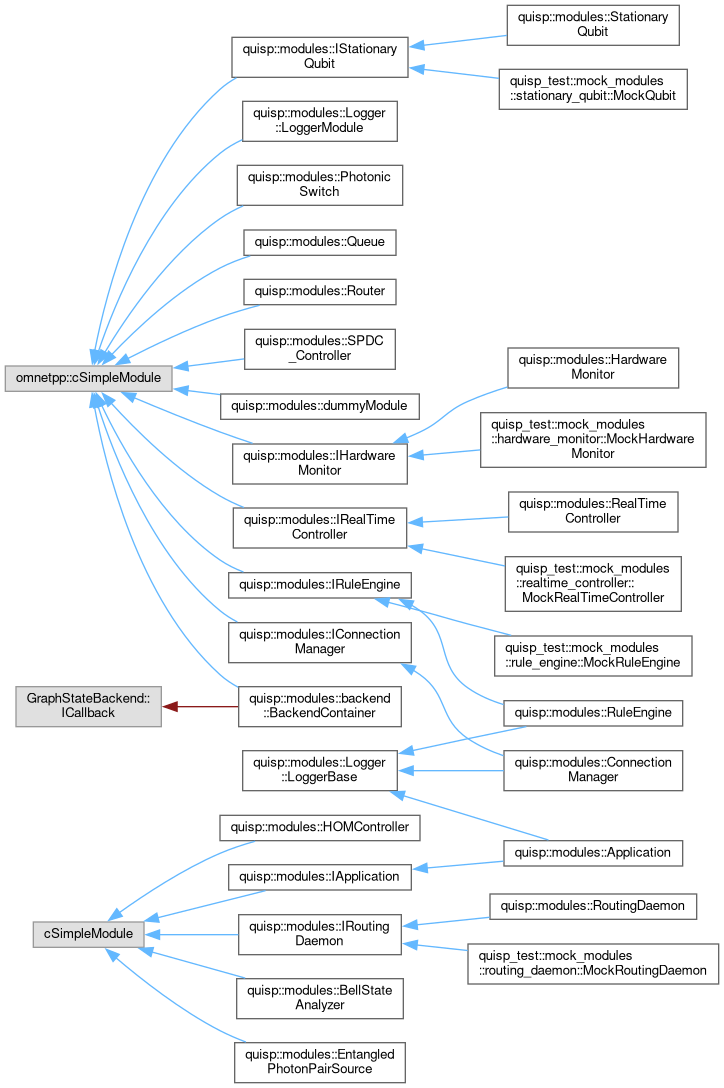 quisp::modules::Stationary
Qubit
quisp::modules::IStationary
Qubit
quisp_test::mock_modules
::stationary_qubit::MockQubit
quisp::modules::Logger
::LoggerModule
quisp::modules::Photonic
Switch
quisp::modules::Queue
quisp::modules::Router
quisp::modules::SPDC
_Controller
omnetpp::cSimpleModule
quisp::modules::dummyModule
quisp::modules::Hardware
Monitor
quisp::modules::IHardware
Monitor
quisp_test::mock_modules
::hardware_monitor::MockHardware
Monitor
quisp::modules::IRealTime
Controller
quisp::modules::RealTime
Controller
quisp_test::mock_modules
::realtime_controller::
MockRealTimeController
quisp::modules::IRuleEngine
quisp::modules::IConnection
Manager
quisp_test::mock_modules
::rule_engine::MockRuleEngine
GraphStateBackend::
ICallback
quisp::modules::backend
::BackendContainer
quisp::modules::RuleEngine
quisp::modules::Logger
::LoggerBase
quisp::modules::Connection
Manager
quisp::modules::HOMController
quisp::modules::Application
quisp::modules::IApplication
cSimpleModule
quisp::modules::IRouting
Daemon
quisp::modules::RoutingDaemon
quisp_test::mock_modules
::routing_daemon::MockRoutingDaemon
quisp::modules::BellState
Analyzer
quisp::modules::Entangled
PhotonPairSource